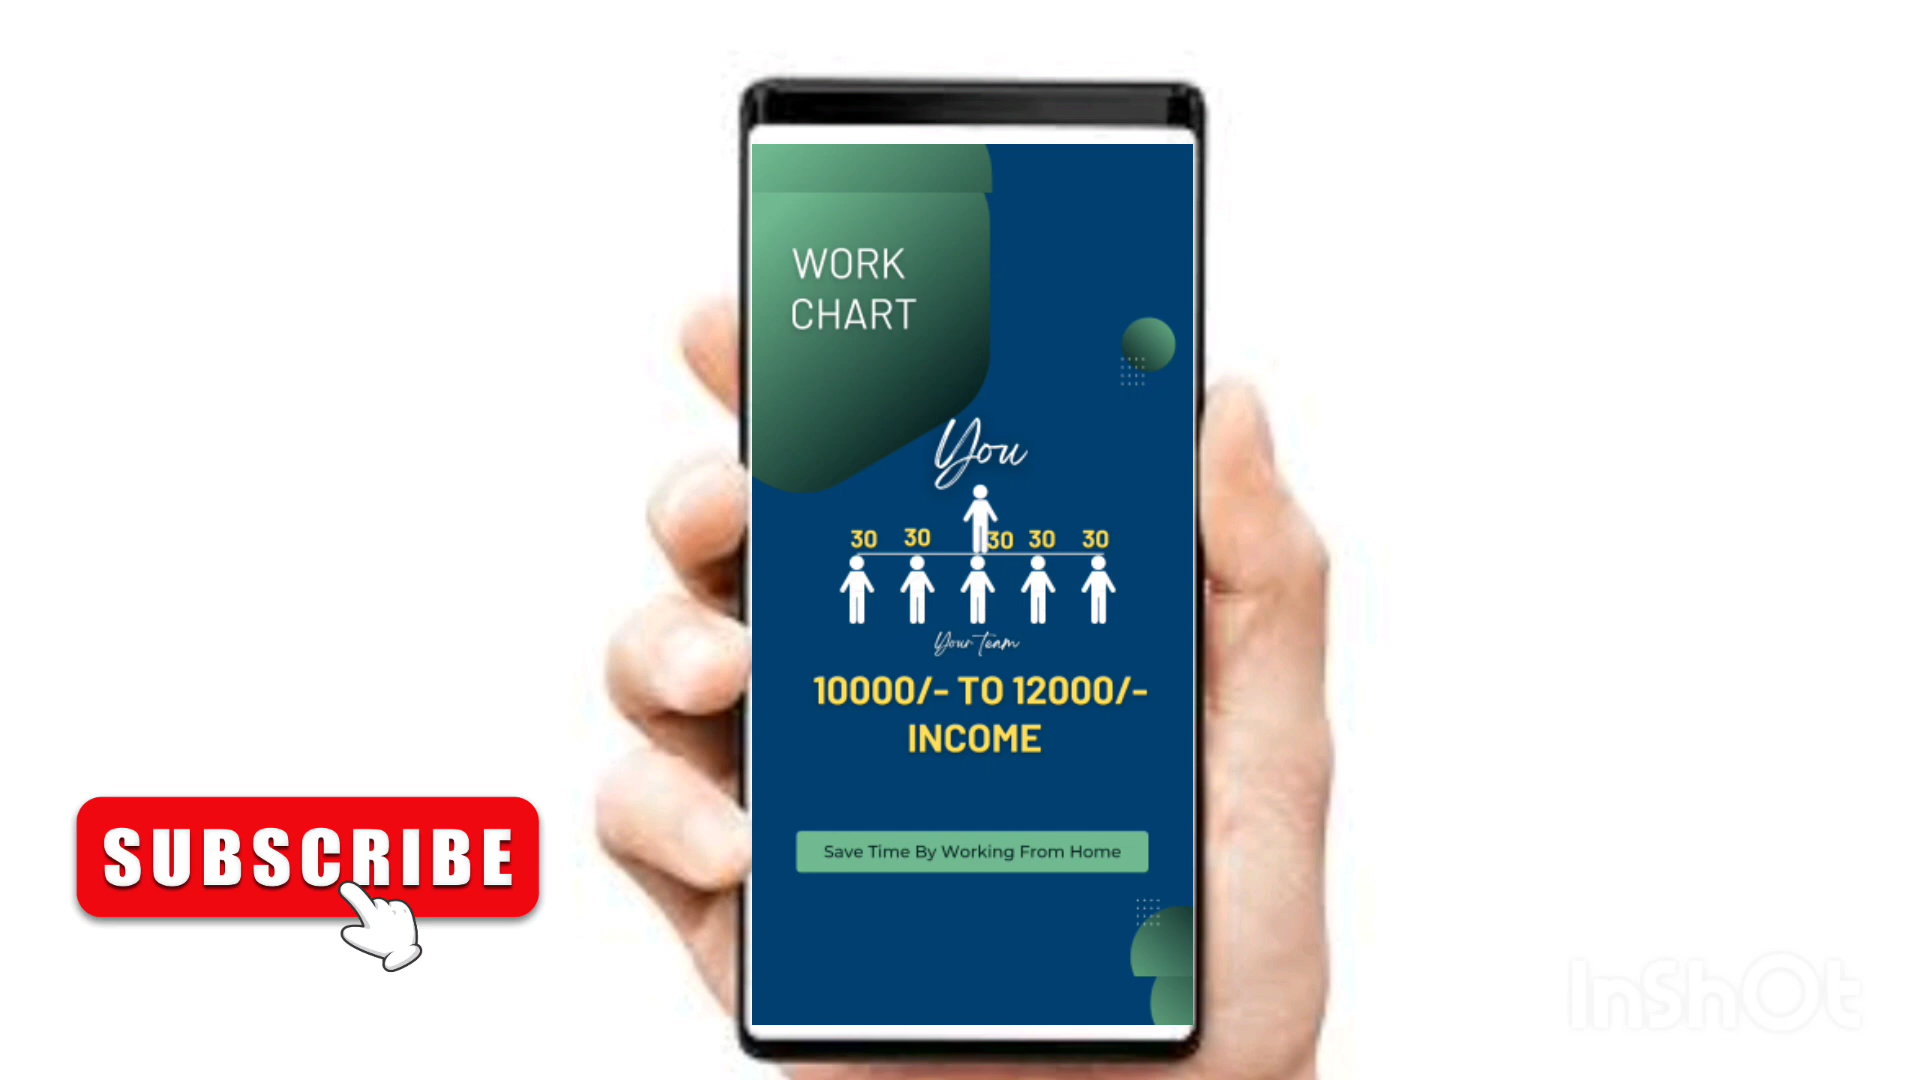 WORK
CHART
You
30 30 30 30 30
Your team
10000/- TO 12000/-
INCOME
Save Time By Working From Home
SUBSCRIBE
InShOt